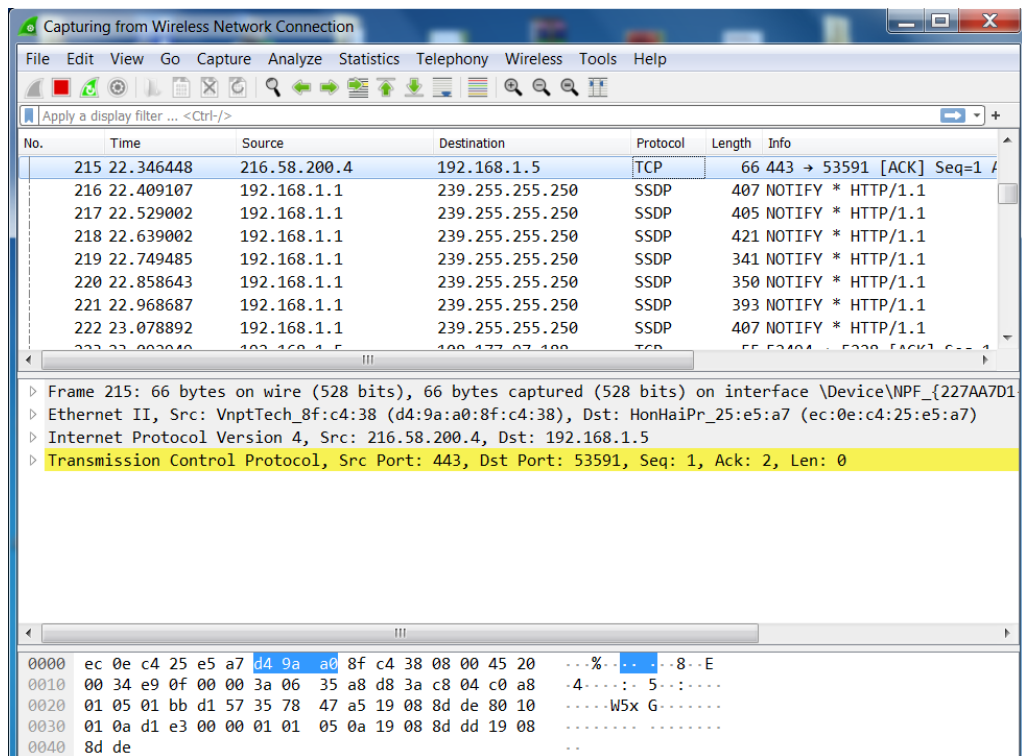 Capturing from Wireless Network Connection
File Edit View Go Capture Analyze Statistics Telephony Wireless Tools Help
Apply a display filter ... <Ctrl-/>
No. Time Source Destination Protocol Length Info
215 22.346448 216.58.200.4 192.168.1.5 TCP 66 443 → 53591 [ACK] Seq=1
216 22.409107 192.168.1.1 239.255.255.250 SSDP 407 NOTIFY * HTTP/1.1
217 22.529002 192.168.1.1 239.255.255.250 SSDP 405 NOTIFY * HTTP/1.1
218 22.639002 192.168.1.1 239.255.255.250 SSDP 421 NOTIFY * HTTP/1.1
219 22.749485 192.168.1.1 239.255.255.250 SSDP 341 NOTIFY * HTTP/1.1
220 22.858643 192.168.1.1 239.255.255.250 SSDP 350 NOTIFY * HTTP/1.1
221 22.968687 192.168.1.1 239.255.255.250 SSDP 393 NOTIFY * HTTP/1.1
222 23.078892 192.168.1.1 239.255.255.250 SSDP 407 NOTIFY * HTTP/1.1
Frame 215: 66 bytes on wire (528 bits), 66 bytes captured (528 bits) on interface \Device\NPF_{227AA7D1-
Ethernet II, Src: VnptTech_8f:c4:38 (d4:9a:a0:8f:c4:38), Dst: HonHaiPr_25:e5:a7 (ec:0e:c4:25:e5:a7)
Internet Protocol Version 4, Src: 216.58.200.4, Dst: 192.168.1.5
Transmission Control Protocol, Src Port: 443, Dst Port: 53591, Seq: 1, Ack: 2, Len: 0
0000 ec 0e c4 25 e5 a7 d4 9a a0 8f c4 38 08 00 45 20 ···%···· ···8··E
0010 00 34 e9 0f 00 00 3a 06 35 a8 d8 3a c8 04 c0 a8 ·4····:· 5··:····
0020 01 05 01 bb d1 57 35 78 47 a5 19 08 8d de 80 10 ·····W5x G·······
0030 01 0a d1 e3 00 00 01 01 05 0a 19 08 8d dd 19 08 ········ ········
0040 8d de ··